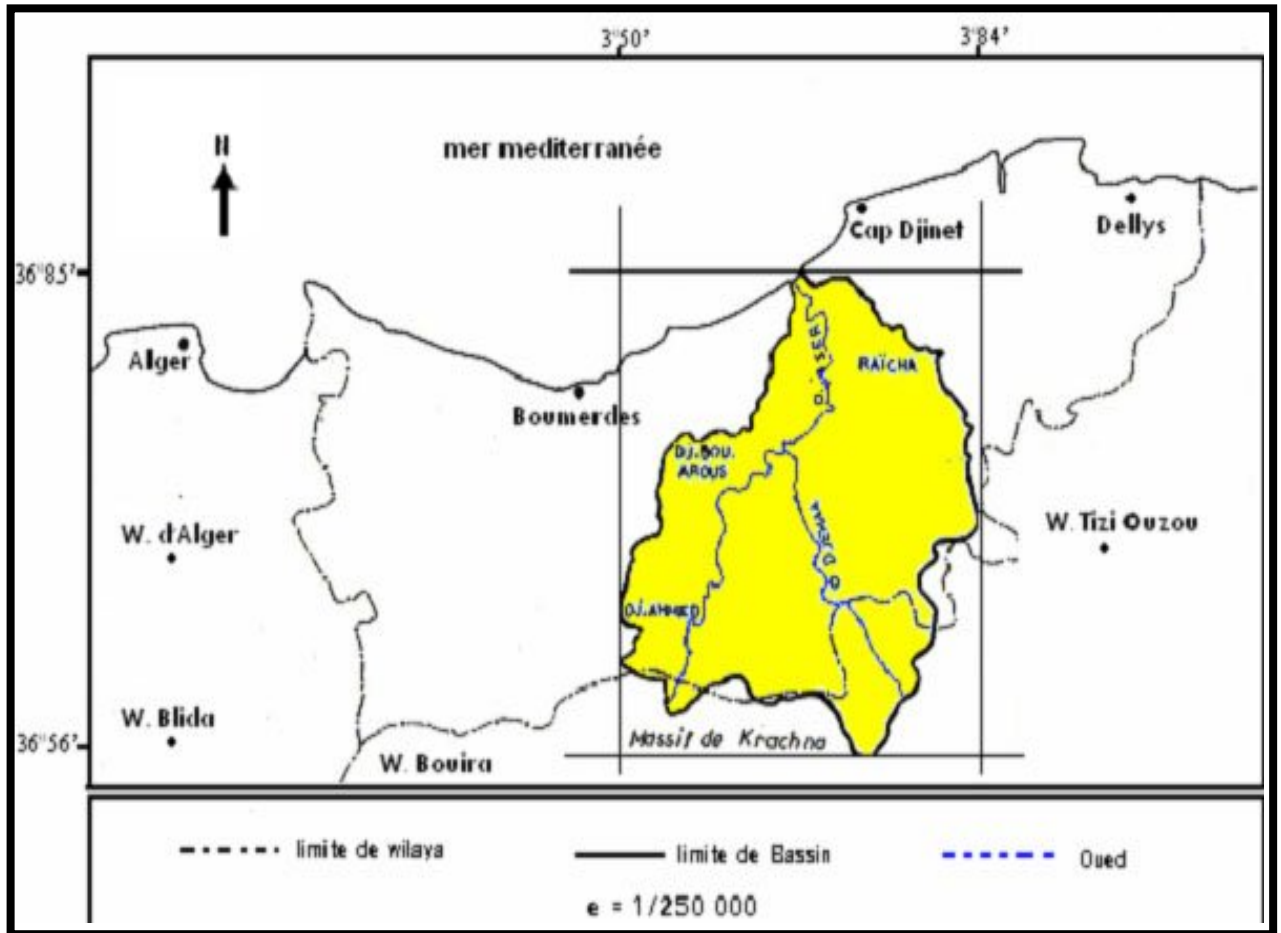 3°50' 3°84'
N
mer mediterranée
Cap Djinet
Dellys
36°85'
Alger
RAÏCHA
O. ISSER
Boumerdes
DJ. BOU.
AROUS
W. d'Alger
W. Tizi Ouzou
O DJEMAA
DJ. AHMED
W. Blida
36°56'
Massif de Krachna
W. Bouira
limite de wilaya
limite de Bassin
Oued
e = 1/250 000